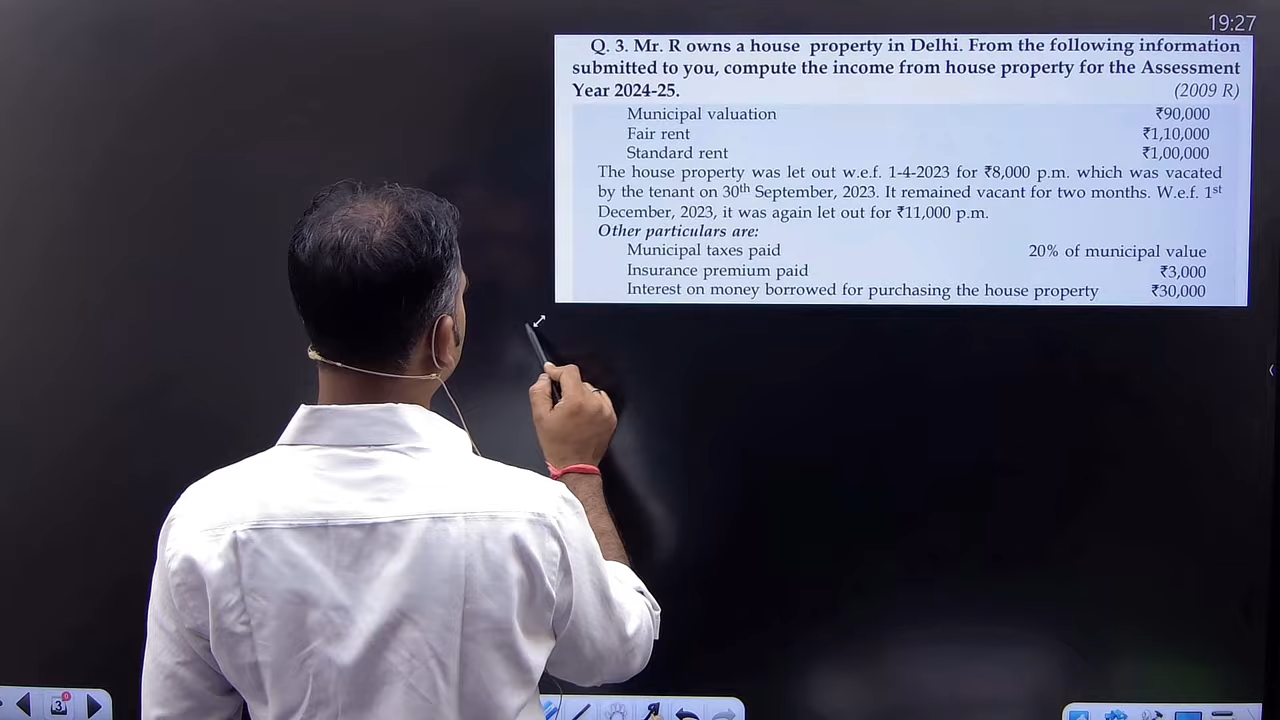 19:27
Q. 3. Mr. R owns a house property in Delhi. From the following information
submitted to you, compute the income from house property for the Assessment
Year 2024-25. (2009 R)
Municipal valuation ₹90,000
Fair rent ₹1,10,000
Standard rent ₹1,00,000
The house property was let out w.e.f. 1-4-2023 for ₹8,000 p.m. which was vacated
by the tenant on 30th September, 2023. It remained vacant for two months. W.e.f. 1st
December, 2023, it was again let out for ₹11,000 p.m.
Other particulars are:
Municipal taxes paid 20% of municipal value
Insurance premium paid ₹3,000
Interest on money borrowed for purchasing the house property ₹30,000
3